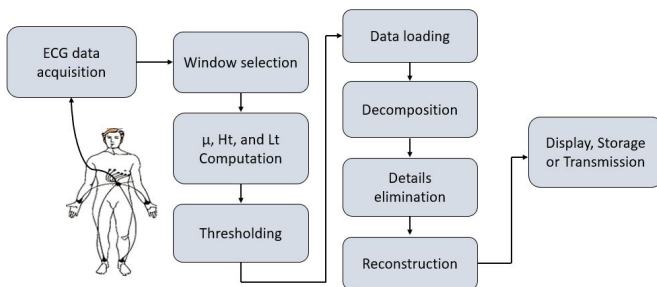 ECG data
acquisition
Window selection
μ, Ht, and Lt
Computation
Thresholding
Data loading
Decomposition
Details
elimination
Reconstruction
Display, Storage
or Transmission